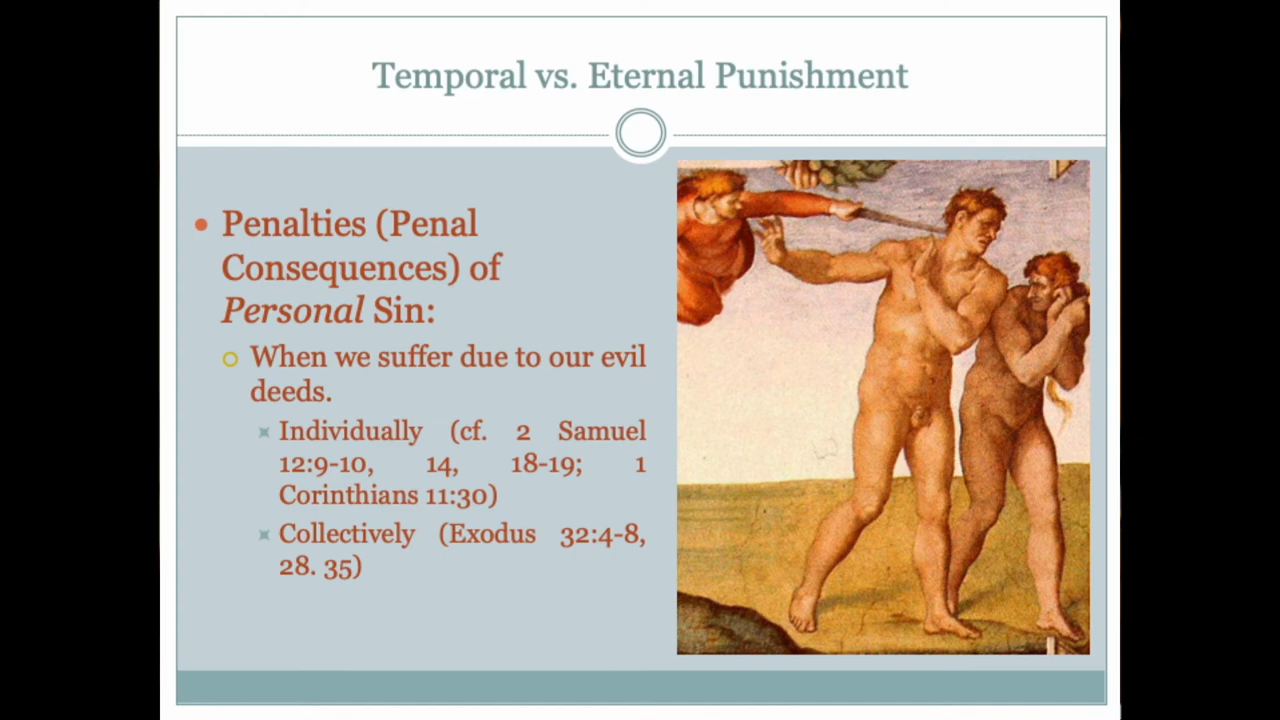 Temporal vs. Eternal Punishment
Penalties (Penal
Consequences) of
Personal Sin:
When we suffer due to our evil
deeds.
Individually (cf. 2 Samuel
12:9-10, 14, 18-19; 1
Corinthians 11:30)
Collectively (Exodus 32:4-8,
28. 35)